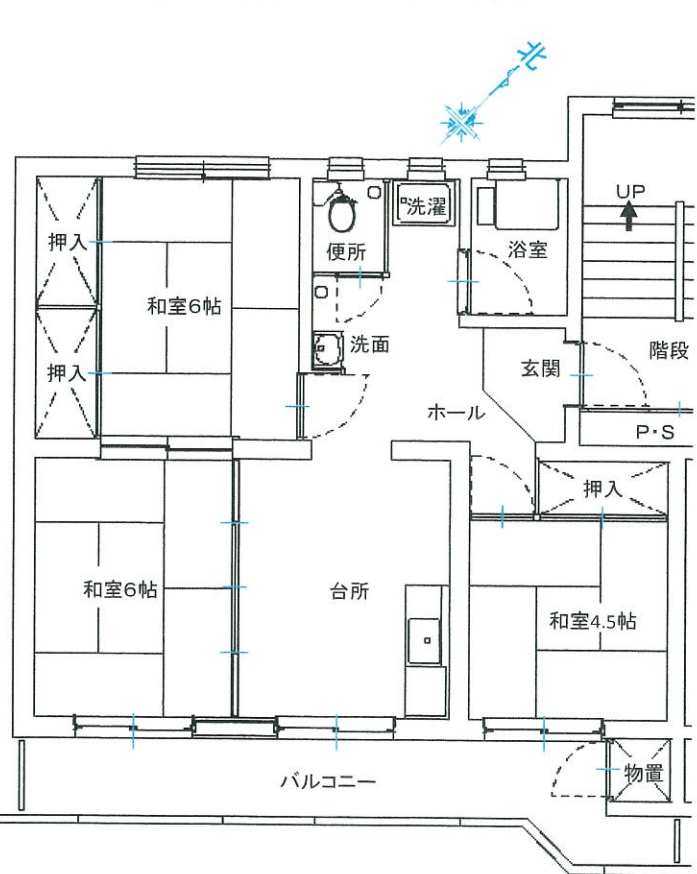 北
UP
洗濯
押入
便所
浴室
和室6帖
洗面
階段
玄関
押入
ホール
P・S
押入
和室6帖
台所
和室4.5帖
バルコニー
物置